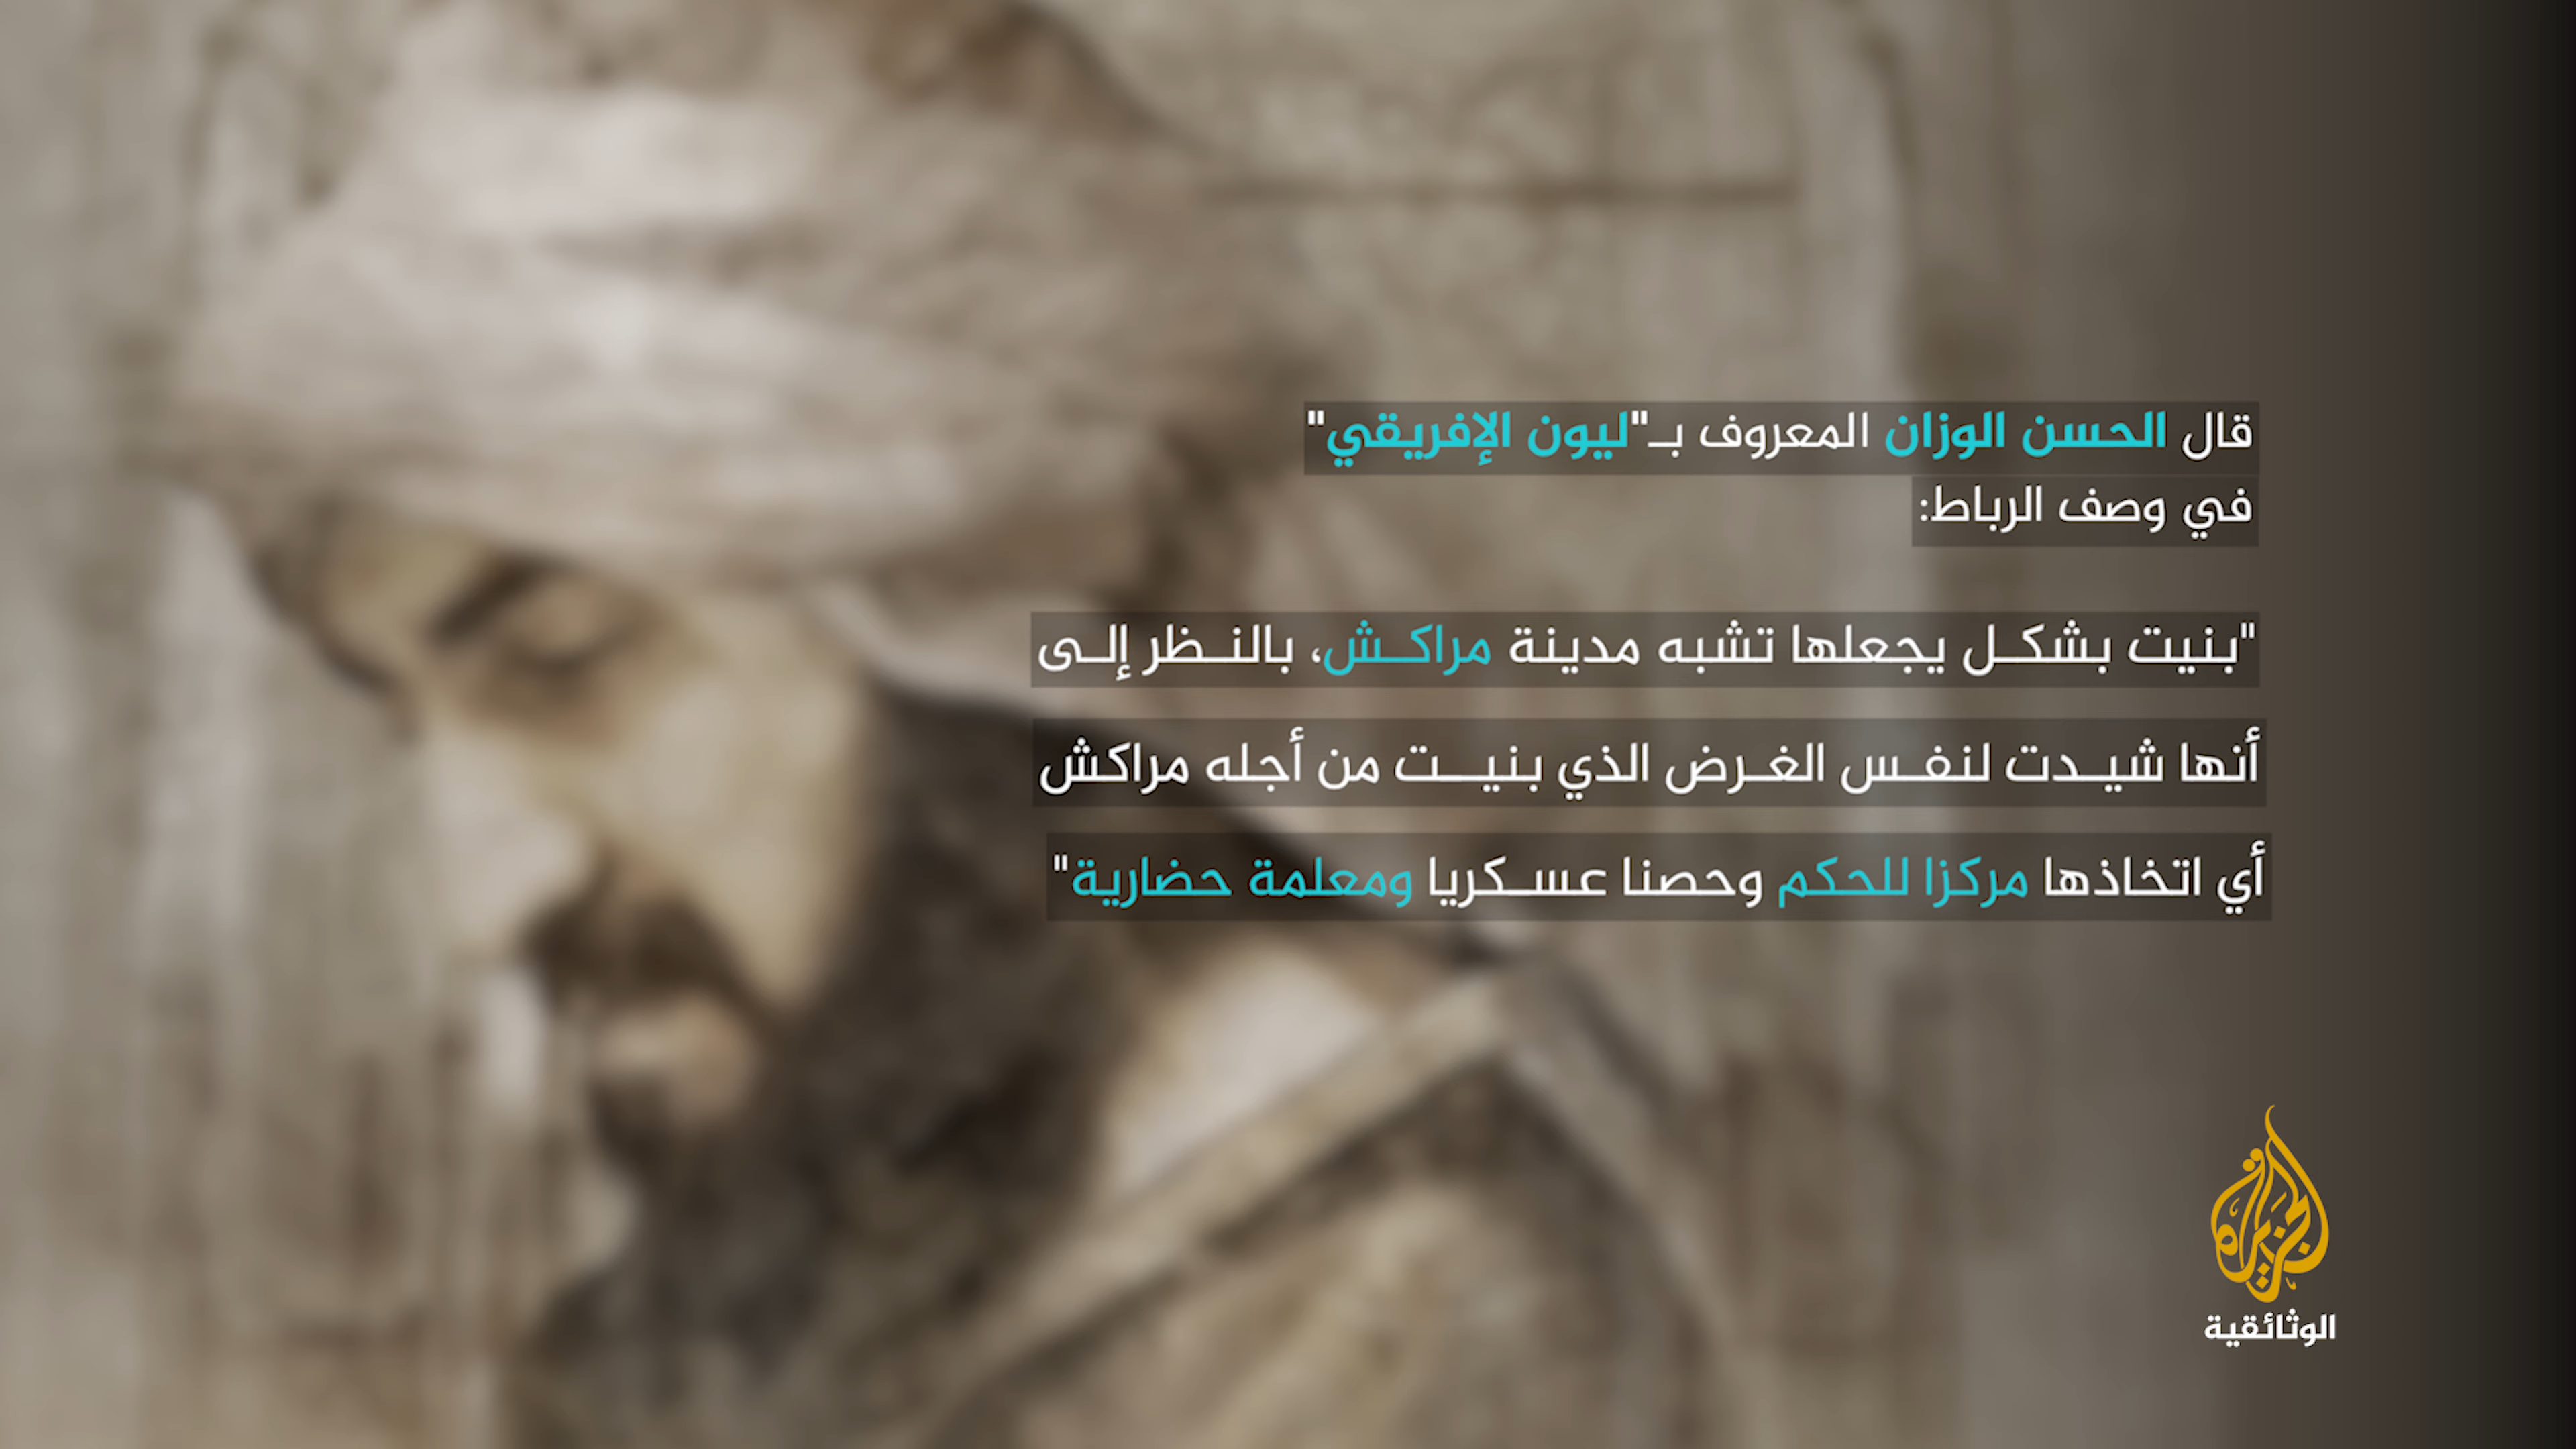 قال الحسن الوزان المعروف بـ"ليون الإفريقي"
في وصف الرباط:
"بنيت بشكل يجعلها تشبه مدينة مراكش، بالنظر إلى
أنها شيدت لنفس الغرض الذي بنيت من أجله مراكش
أي اتخاذها مركزا للحكم وحصنا عسكريا ومعلمة حضارية"
الجزيرة
الوثائقية